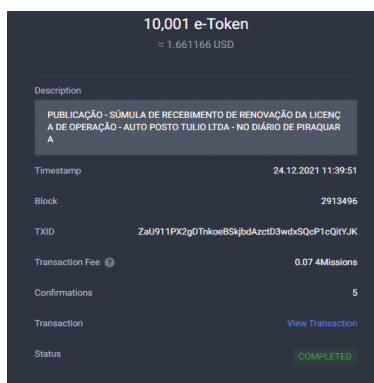 10,001 e-Token
≈ 1.661166 USD
Description
PUBLICAÇÃO - SÚMULA DE RECEBIMENTO DE RENOVAÇÃO DA LICENÇ
A DE OPERAÇÃO - AUTO POSTO TULIO LTDA - NO DIÁRIO DE PIRAQUAR
A
Timestamp 24.12.2021 11:39:51
Block 2913496
TXID ZaU911PX2gDTnkoeBSkjbdAzctD3wdxSQcP1cQitYJK
Transaction Fee ? 0.07 4Missions
Confirmations 5
Transaction View Transaction
Status COMPLETED